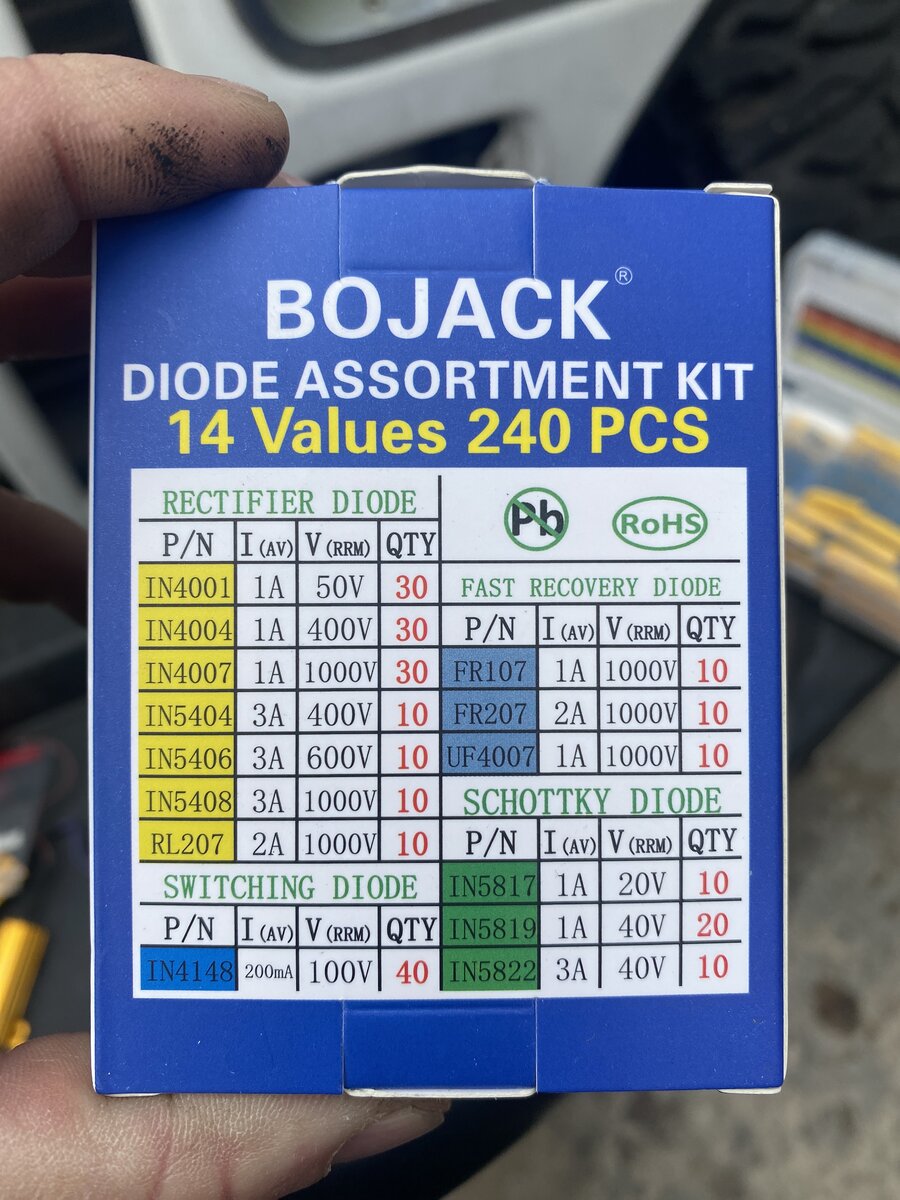 BOJACK®
DIODE ASSORTMENT KIT
14 Values 240 PCS
RECTIFIER DIODE
P/N I(AV) V(RRM) QTY
IN4001 1A 50V 30
IN4004 1A 400V 30
IN4007 1A 1000V 30
IN5404 3A 400V 10
IN5406 3A 600V 10
IN5408 3A 1000V 10
RL207 2A 1000V 10
SWITCHING DIODE
P/N I(AV) V(RRM) QTY
IN4148 200mA 100V 40
Pb
RoHS
FAST RECOVERY DIODE
P/N I(AV) V(RRM) QTY
FR107 1A 1000V 10
FR207 2A 1000V 10
UF4007 1A 1000V 10
SCHOTTKY DIODE
P/N I(AV) V(RRM) QTY
IN5817 1A 20V 10
IN5819 1A 40V 20
IN5822 3A 40V 10